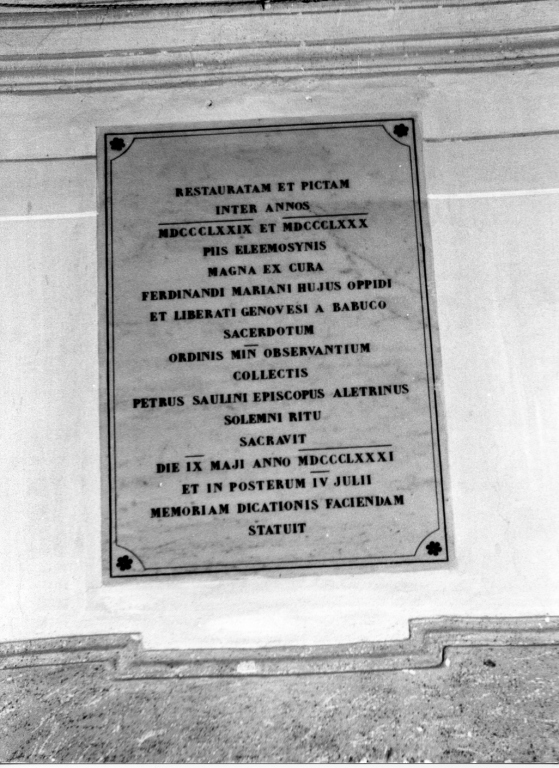 RESTAURATAM ET PICTAM
INTER ANNOS
MDCCCLXXIX ET MDCCCLXXX
PIIS ELEEMOSYNIS
MAGNA EX CURA
FERDINANDI MARIANI HUJUS OPPIDI
ET LIBERATI GENOVESI A BABUCO
SACERDOTUM
ORDINIS MIN̅ OBSERVANTIUM
COLLECTIS
PETRUS SAULINI EPISCOPUS ALETRINUS
SOLEMNI RITU
SACRAVIT
DIE IX MAJI ANNO MDCCCLXXXI
ET IN POSTERUM IV JULII
MEMORIAM DICATIONIS FACIENDAM
STATUIT